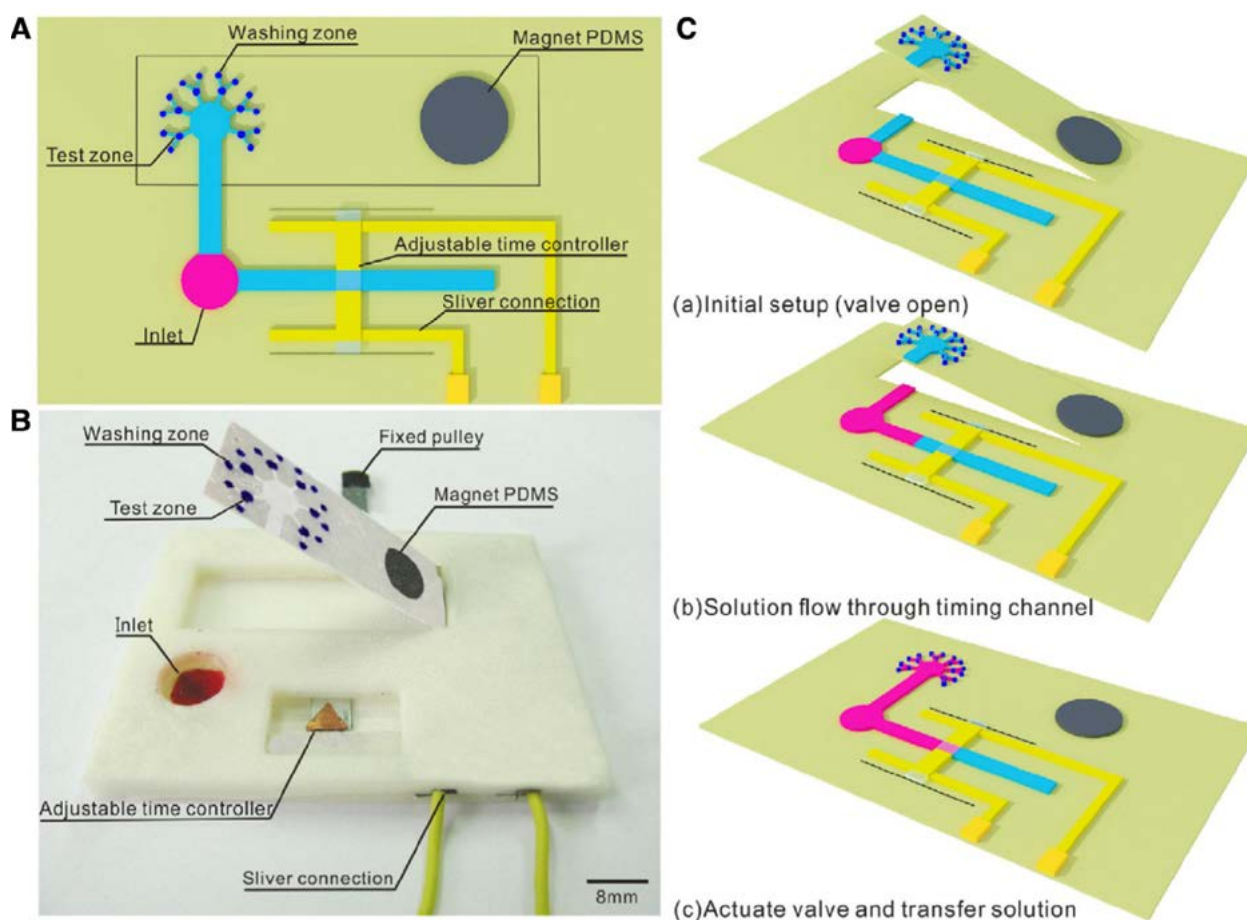 A
Washing zone
Magnet PDMS
Test zone
Adjustable time controller
Sliver connection
Inlet
B
Washing zone
Fixed pulley
Magnet PDMS
Test zone
Inlet
Adjustable time controller
Sliver connection
8mm
C
(a)Initial setup (valve open)
(b)Solution flow through timing channel
(c)Actuate valve and transfer solution